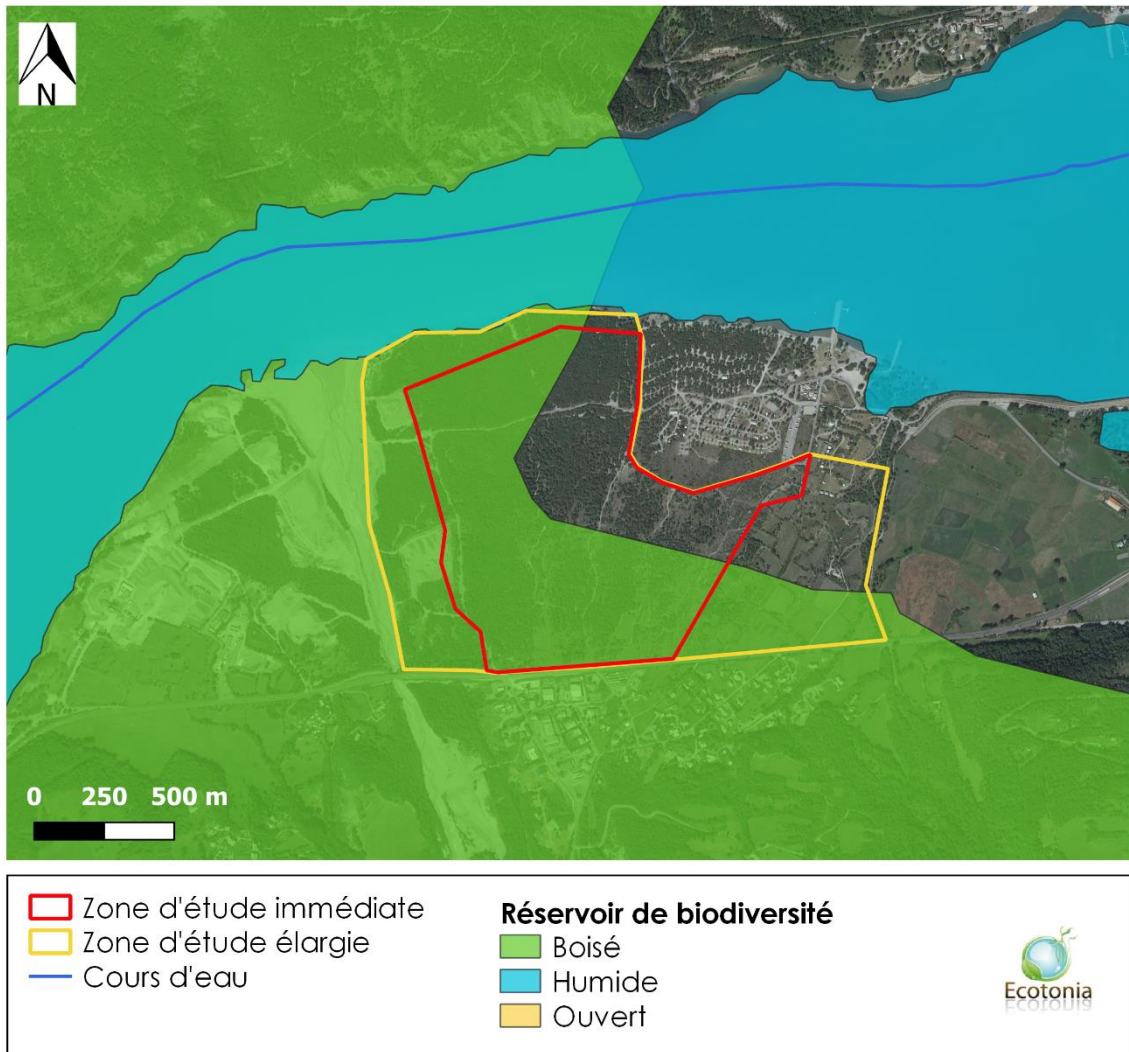 N
0 250 500 m
Zone d'étude immédiate
Zone d'étude élargie
Cours d'eau
Réservoir de biodiversité
Boisé
Humide
Ouvert
Ecotonia